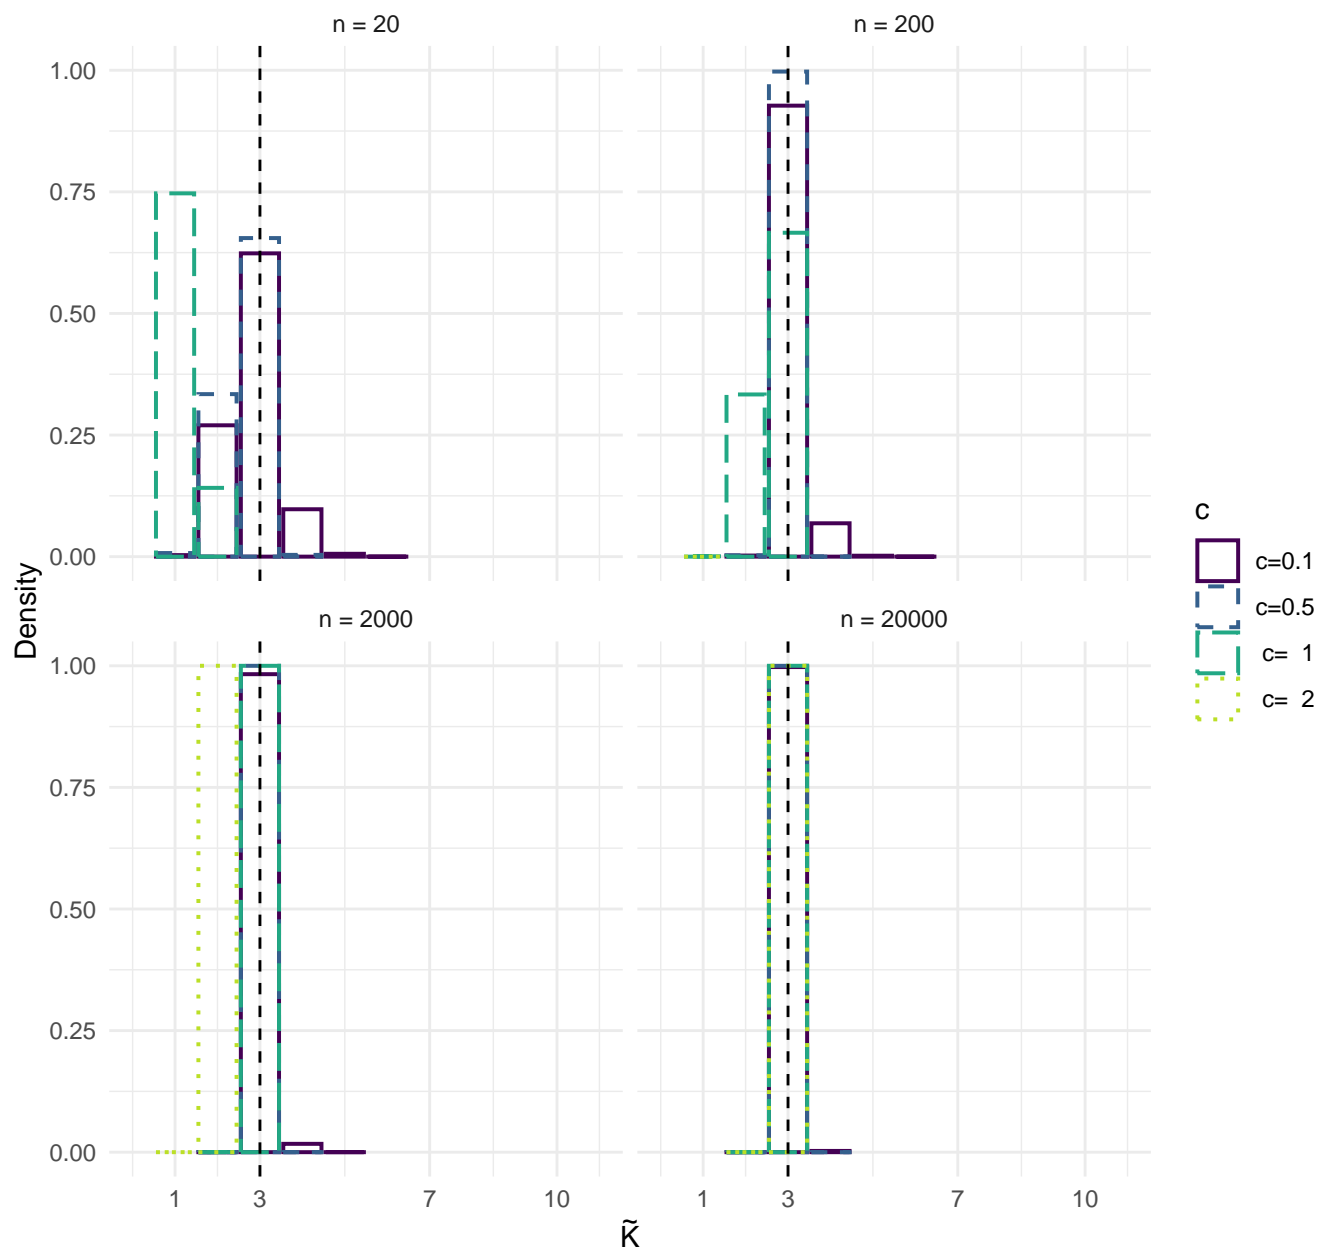 n = 20
n = 200
1.00
0.75
0.50
0.25
0.00
n = 2000
n = 20000
1.00
0.75
0.50
0.25
0.00
1 3 7 10
1 3 7 10
K̃
Density
c
c=0.1
c=0.5
c= 1
c= 2